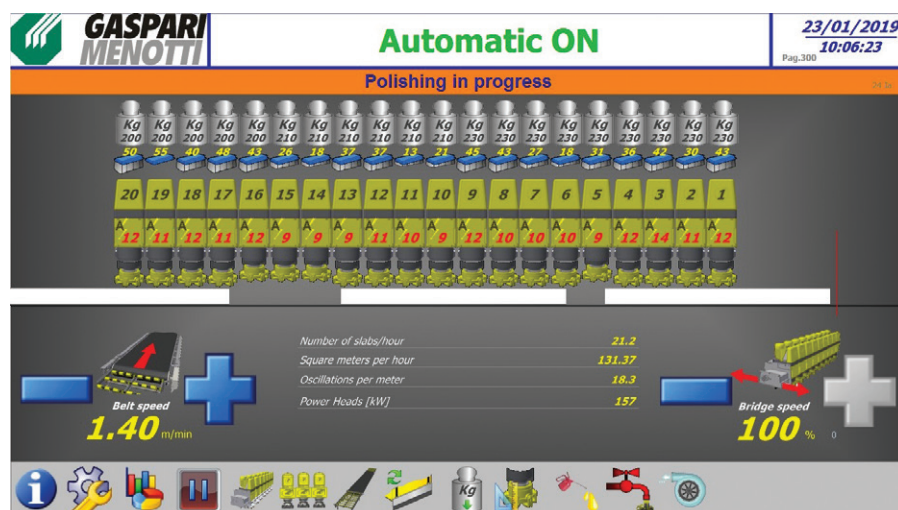 GASPARI
MENOTTI
Automatic ON
23/01/2019
10:06:23
Pag.300
Polishing in progress
Kg Kg Kg Kg Kg Kg Kg Kg Kg Kg Kg Kg Kg Kg Kg Kg Kg Kg Kg Kg
200 200 200 200 200 210 210 210 210 210 210 230 230 230 230 230 230 230 230 230
50 55 40 48 43 26 18 37 37 13 21 45 43 27 18 31 36 42 30 43
20 19 18 17 16 15 14 13 12 11 10 9 8 7 6 5 4 3 2 1
A A A A A A A A A A A A A A A A A A A A
12 11 12 11 12 9 9 9 11 10 9 12 10 10 10 9 12 14 11 12
Number of slabs/hour 21.2
Square meters per hour 131.37
Oscillations per meter 18.3
Power Heads [kW] 157
Belt speed
1.40 m/min
Bridge speed
100 % 0
Kg